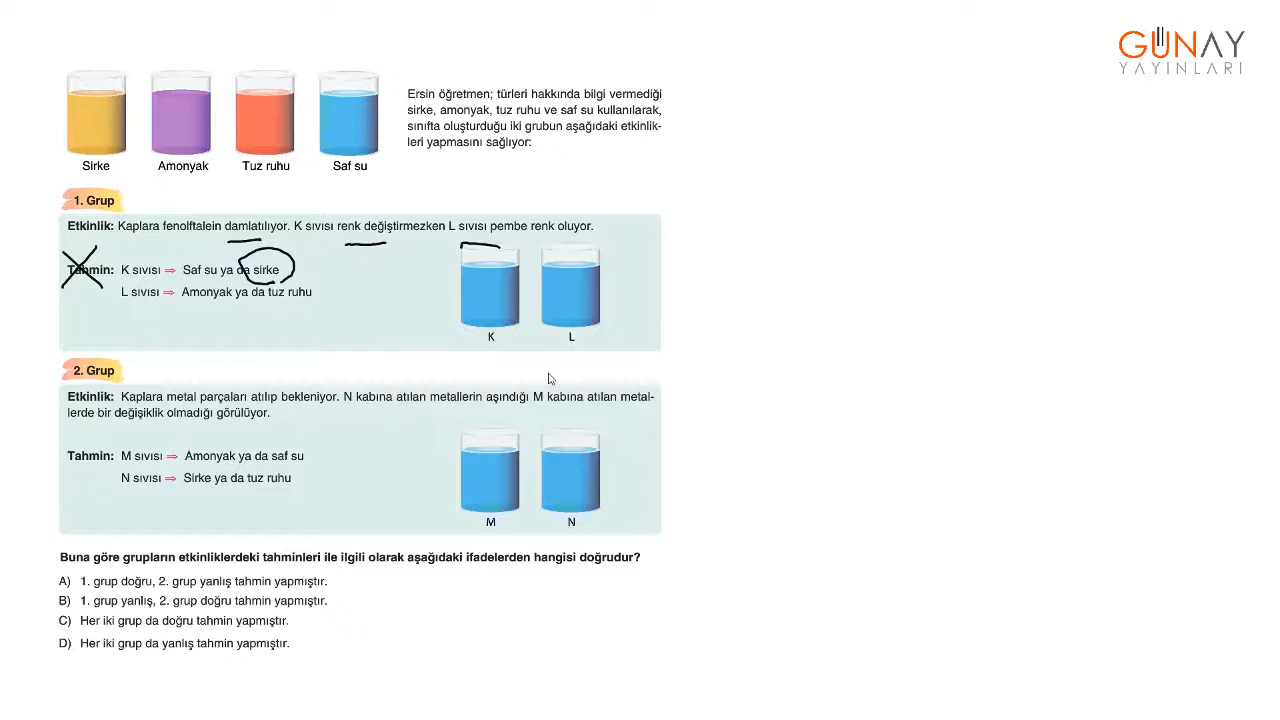 GÜNAY
YAYINLARI
Ersin öğretmen; türleri hakkında bilgi vermediği
sirke, amonyak, tuz ruhu ve saf su kullanılarak,
sınıfta oluşturduğu iki grubun aşağıdaki etkinlik-
leri yapmasını sağlıyor:
Sirke Amonyak Tuz ruhu Saf su
1. Grup
Etkinlik: Kaplara fenolftalein damlatılıyor. K sıvısı renk değiştirmezken L sıvısı pembe renk oluyor.
Tahmin: K sıvısı ⇒ Saf su ya da sirke
L sıvısı ⇒ Amonyak ya da tuz ruhu
K L
2. Grup
Etkinlik: Kaplara metal parçaları atılıp bekleniyor. N kabına atılan metallerin aşındığı M kabına atılan metal-
lerde bir değişiklik olmadığı görülüyor.
Tahmin: M sıvısı ⇒ Amonyak ya da saf su
N sıvısı ⇒ Sirke ya da tuz ruhu
M N
Buna göre grupların etkinliklerdeki tahminleri ile ilgili olarak aşağıdaki ifadelerden hangisi doğrudur?
A) 1. grup doğru, 2. grup yanlış tahmin yapmıştır.
B) 1. grup yanlış, 2. grup doğru tahmin yapmıştır.
C) Her iki grup da doğru tahmin yapmıştır.
D) Her iki grup da yanlış tahmin yapmıştır.